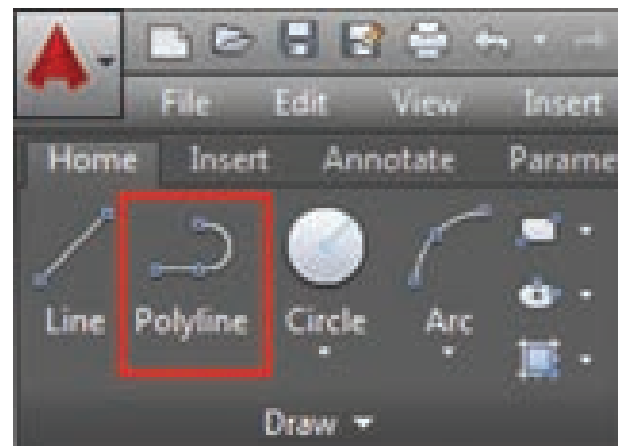 File Edit View Insert
Home Insert Annotate Parame
Line Polyline Circle Arc
Draw